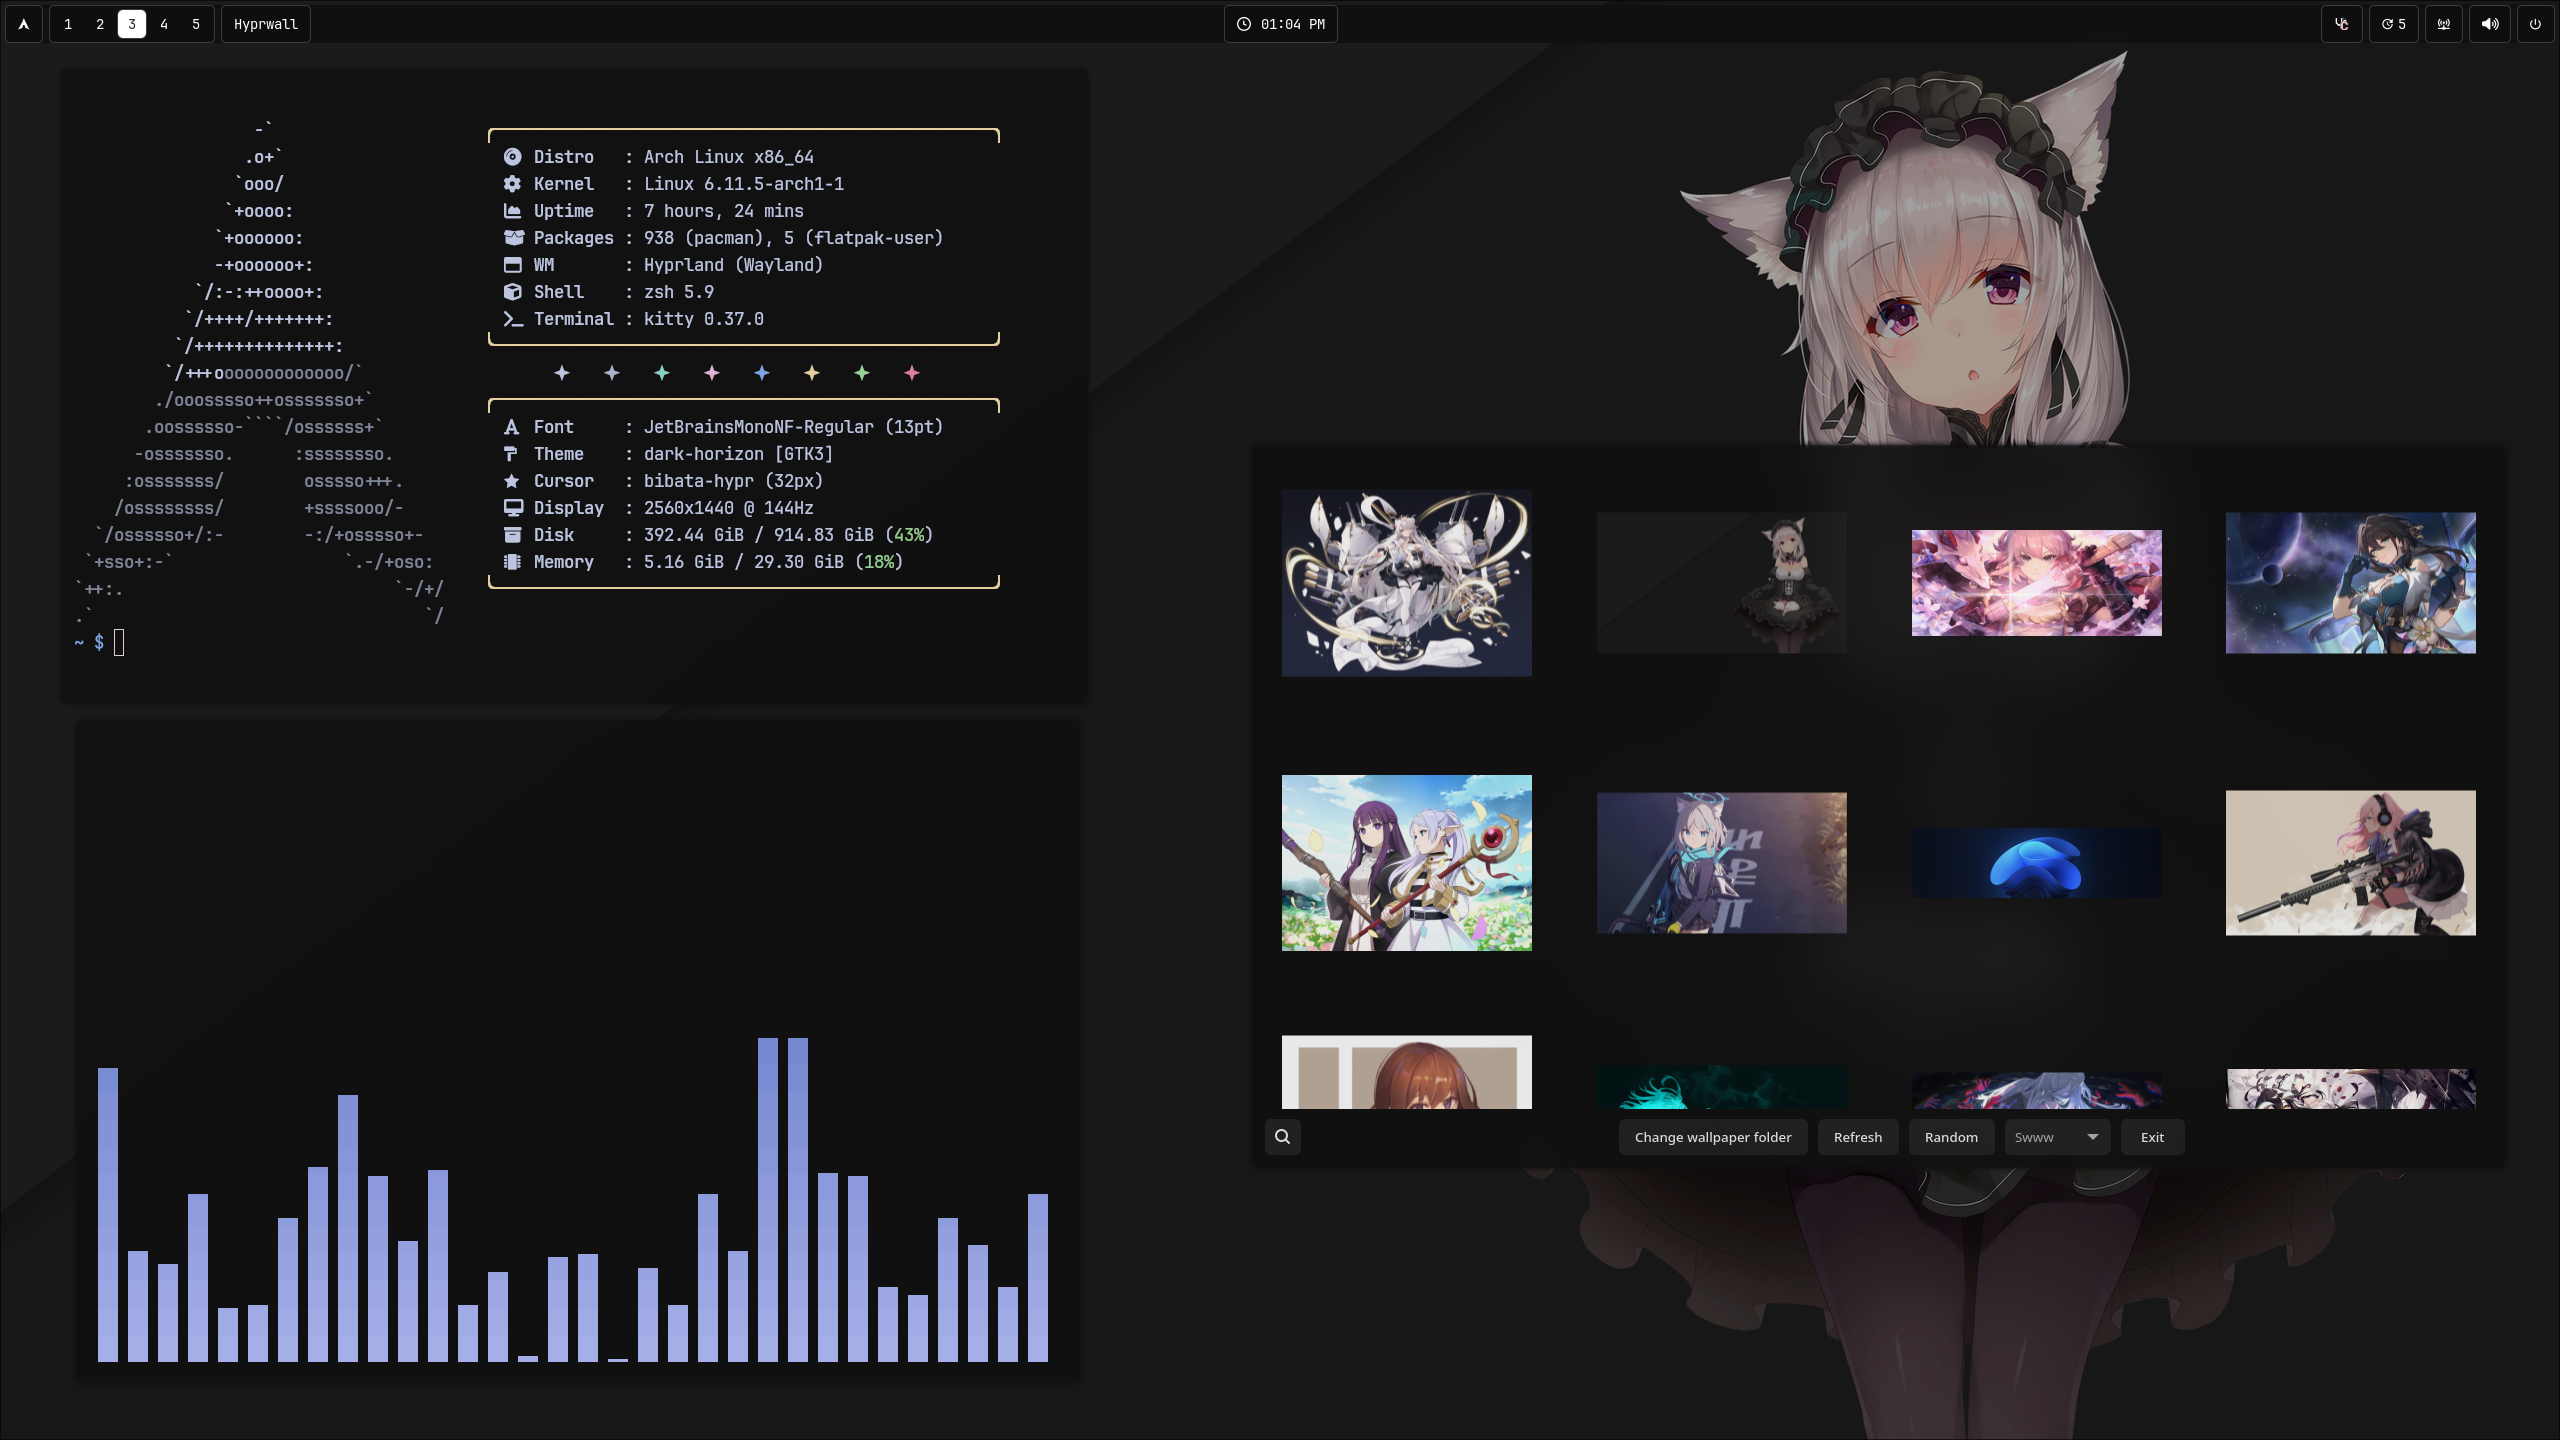 1 2 3 4 5
Hyprwall
01:04 PM
5
-`
.o+`
`ooo/
`+oooo:
`+oooooo:
-+oooooo+:
`/:-:++oooo+:
`/++++/+++++++:
`/++++++++++++++:
`/+++ooooooooooooo/`
./ooosssso++osssssso+`
.oossssso-````/ossssss+`
-osssssso.      :ssssssso.
:osssssss/        osssso+++.
/ossssssss/        +ssssooo/-
`/ossssso+/:-        -:/+osssso+-
`+sso+:-`                 `.-/+oso:
`++:.                           `-/+/
.`                                 `/
~ $
Distro : Arch Linux x86_64
Kernel : Linux 6.11.5-arch1-1
Uptime : 7 hours, 24 mins
Packages : 938 (pacman), 5 (flatpak-user)
WM : Hyprland (Wayland)
Shell : zsh 5.9
Terminal : kitty 0.37.0
Font : JetBrainsMonoNF-Regular (13pt)
Theme : dark-horizon [GTK3]
Cursor : bibata-hypr (32px)
Display : 2560x1440 @ 144Hz
Disk : 392.44 GiB / 914.83 GiB (43%)
Memory : 5.16 GiB / 29.30 GiB (18%)
Change wallpaper folder
Refresh
Random
Swww
Exit